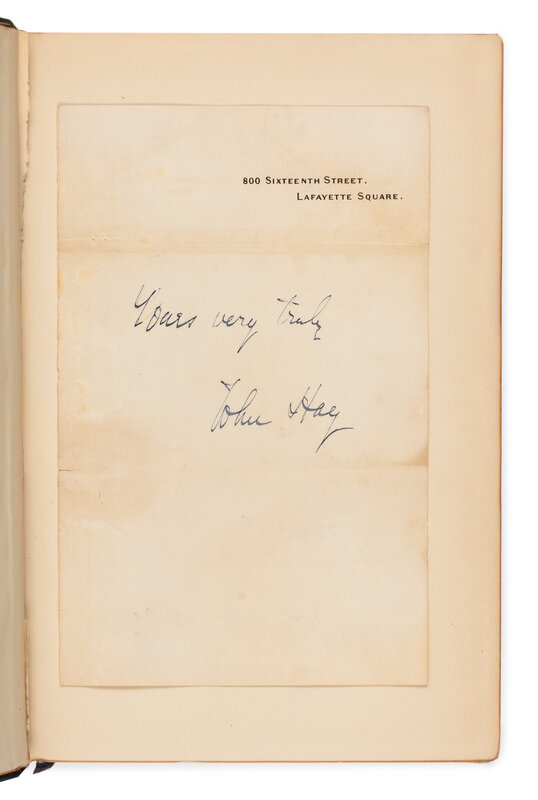 800 SIXTEENTH STREET.
LAFAYETTE SQUARE.
Yours very truly
John Hay